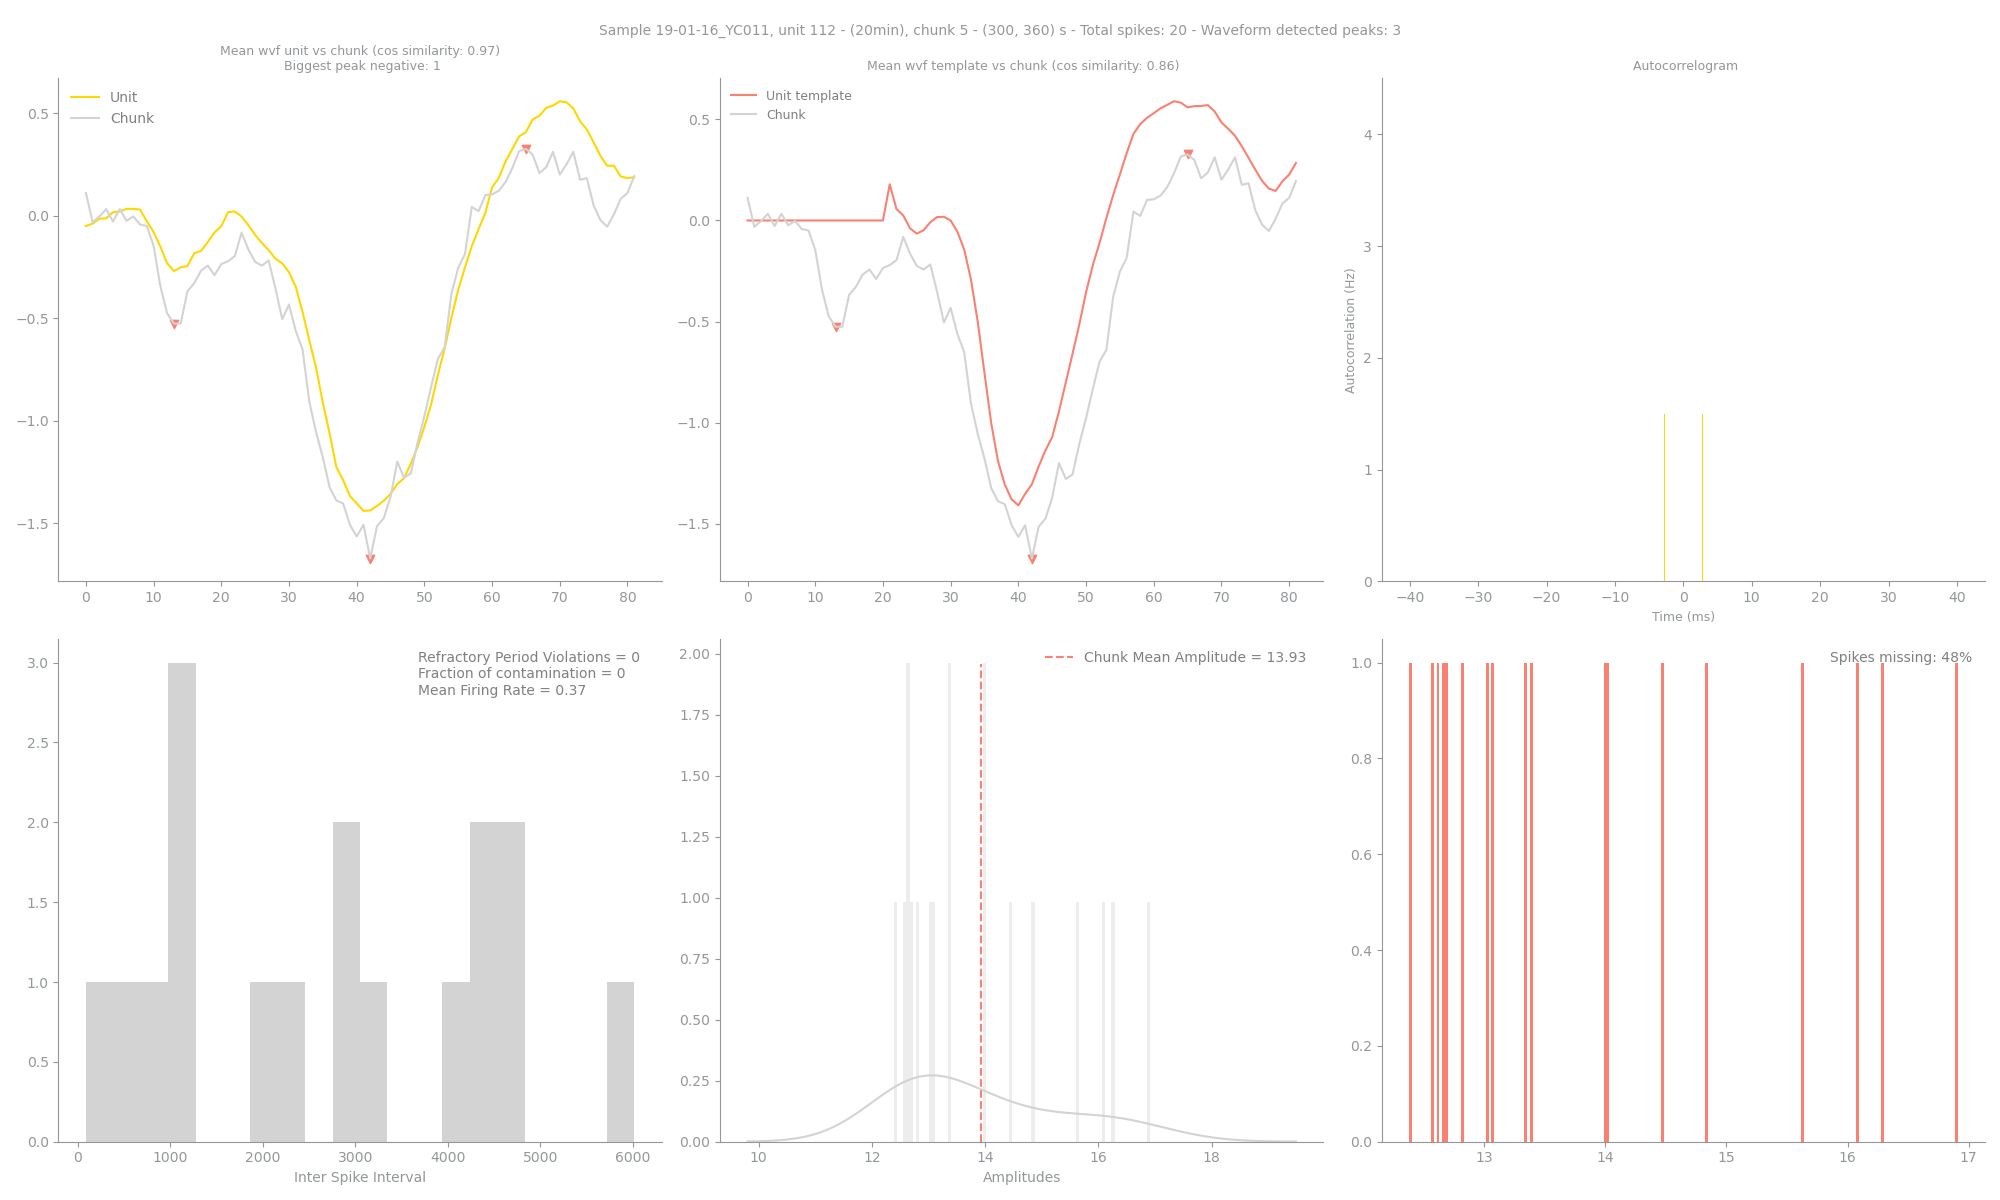 Sample 19-01-16_YC011, unit 112 - (20min), chunk 5 - (300, 360) s - Total spikes: 20 - Waveform detected peaks: 3
Mean wvf unit vs chunk (cos similarity: 0.97)
Biggest peak negative: 1
Unit
Chunk
0.5
0.0
−0.5
−1.0
−1.5
0 10 20 30 40 50 60 70 80
Mean wvf template vs chunk (cos similarity: 0.86)
Unit template
Chunk
0.5
0.0
−0.5
−1.0
−1.5
0 10 20 30 40 50 60 70 80
Autocorrelogram
Autocorrelation (Hz)
4
3
2
1
0
−40 −30 −20 −10 0 10 20 30 40
Time (ms)
Refractory Period Violations = 0
Fraction of contamination = 0
Mean Firing Rate = 0.37
3.0
2.5
2.0
1.5
1.0
0.5
0.0
0 1000 2000 3000 4000 5000 6000
Inter Spike Interval
Chunk Mean Amplitude = 13.93
2.00
1.75
1.50
1.25
1.00
0.75
0.50
0.25
0.00
10 12 14 16 18
Amplitudes
Spikes missing: 48%
1.0
0.8
0.6
0.4
0.2
0.0
13 14 15 16 17